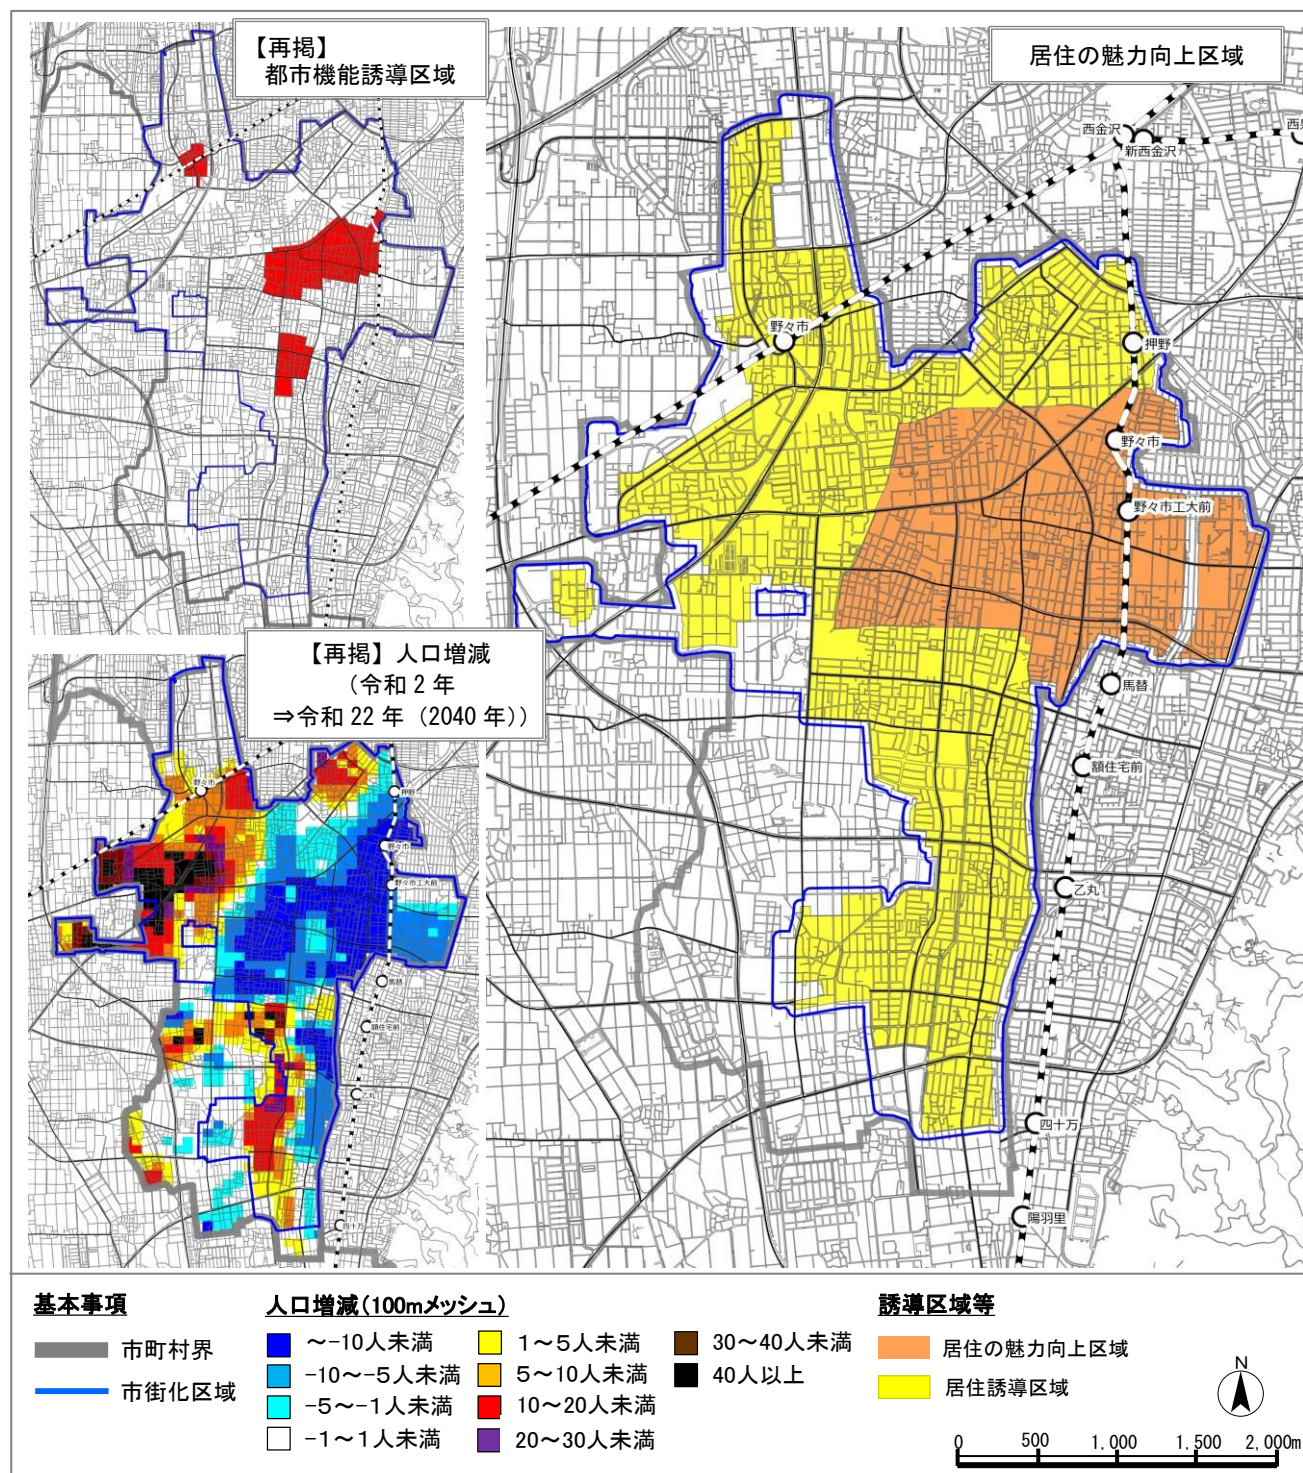 【再掲】
都市機能誘導区域
居住の魅力向上区域
西金沢
新西金沢
野々市
押野
野々市
野々市工大前
馬替
額住宅前
乙丸
四十万
陽羽里
【再掲】人口増減
（令和２年
⇒令和 22 年（2040 年））
野々市
押野
野々市
野々市工大前
馬替
額住宅前
乙丸
四十万
基本事項
市町村界
市街化区域
人口増減(100mメッシュ)
～-10人未満
-10～-5人未満
-5～-1人未満
-1～1人未満
1～5人未満
5～10人未満
10～20人未満
20～30人未満
30～40人未満
40人以上
誘導区域等
居住の魅力向上区域
居住誘導区域
N
0 500 1,000 1,500 2,000m